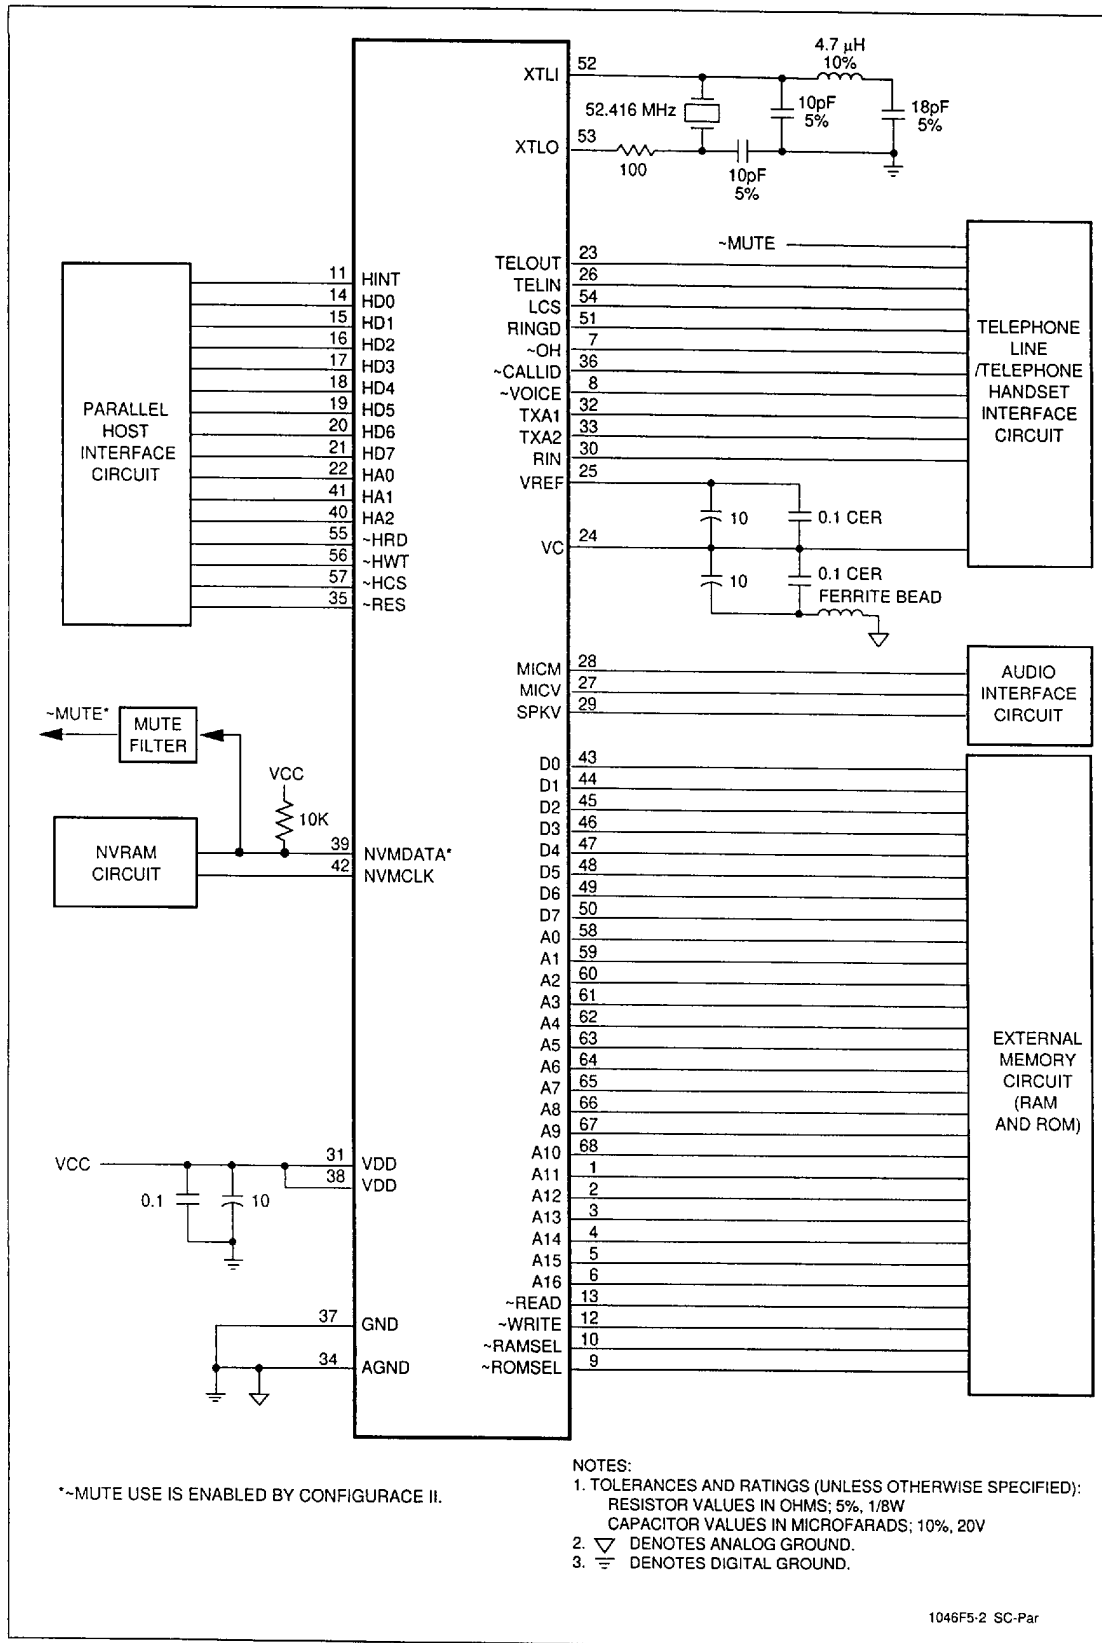 4.7 µH
10%
XTLI 52
52.416 MHz
10pF
5%
18pF
5%
XTLO 53
100
10pF
5%
PARALLEL
HOST
INTERFACE
CIRCUIT
11 HINT
14 HD0
15 HD1
16 HD2
17 HD3
18 HD4
19 HD5
20 HD6
21 HD7
22 HA0
41 HA1
40 HA2
55 ~HRD
56 ~HWT
57 ~HCS
35 ~RES
~MUTE
TELOUT 23
TELIN 26
LCS 54
RINGD 51
~OH 7
~CALLID 36
~VOICE 8
TXA1 32
TXA2 33
RIN 30
VREF 25
10
0.1 CER
VC 24
10
0.1 CER
FERRITE BEAD
TELEPHONE
LINE
/TELEPHONE
HANDSET
INTERFACE
CIRCUIT
MICM 28
MICV 27
SPKV 29
AUDIO
INTERFACE
CIRCUIT
~MUTE*
MUTE
FILTER
VCC
10K
NVRAM
CIRCUIT
39 NVMDATA*
42 NVMCLK
D0 43
D1 44
D2 45
D3 46
D4 47
D5 48
D6 49
D7 50
A0 58
A1 59
A2 60
A3 61
A4 62
A5 63
A6 64
A7 65
A8 66
A9 67
A10 68
A11 1
A12 2
A13 3
A14 4
A15 5
A16 6
~READ 13
~WRITE 12
~RAMSEL 10
~ROMSEL 9
EXTERNAL
MEMORY
CIRCUIT
(RAM
AND ROM)
VCC
31 VDD
38 VDD
0.1
10
37 GND
34 AGND
*~MUTE USE IS ENABLED BY CONFIGURACE II.
NOTES:
1. TOLERANCES AND RATINGS (UNLESS OTHERWISE SPECIFIED):
RESISTOR VALUES IN OHMS; 5%, 1/8W
CAPACITOR VALUES IN MICROFARADS; 10%, 20V
2. DENOTES ANALOG GROUND.
3. DENOTES DIGITAL GROUND.
1046F5-2 SC-Par